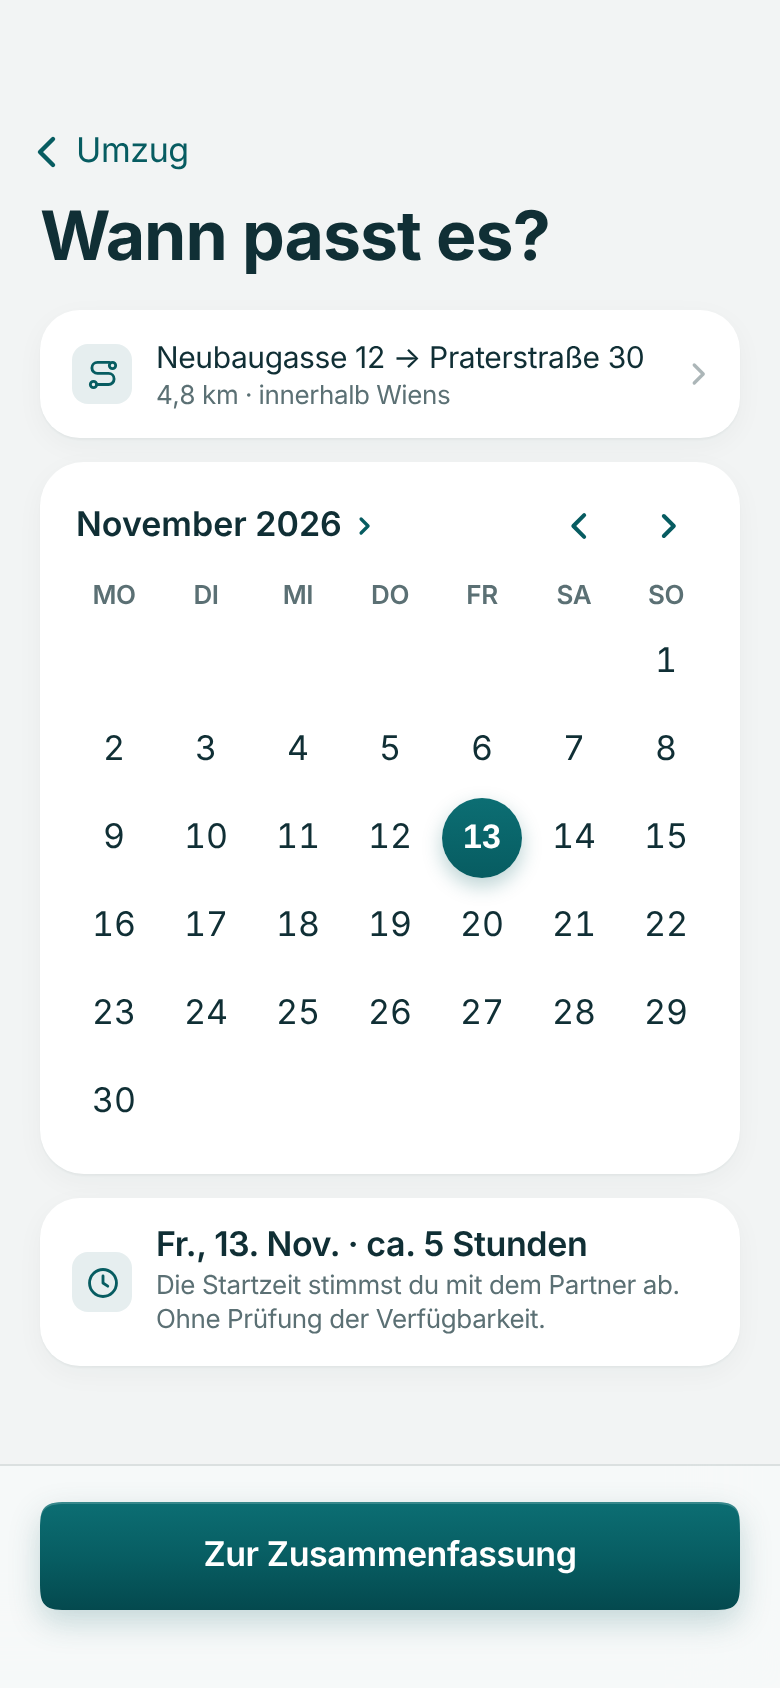 Umzug
Wann passt es?
Neubaugasse 12 → Praterstraße 30
4,8 km · innerhalb Wiens
November 2026
MO DI MI DO FR SA SO
1
2 3 4 5 6 7 8
9 10 11 12 13 14 15
16 17 18 19 20 21 22
23 24 25 26 27 28 29
30
Fr., 13. Nov. · ca. 5 Stunden
Die Startzeit stimmst du mit dem Partner ab.
Ohne Prüfung der Verfügbarkeit.
Zur Zusammenfassung